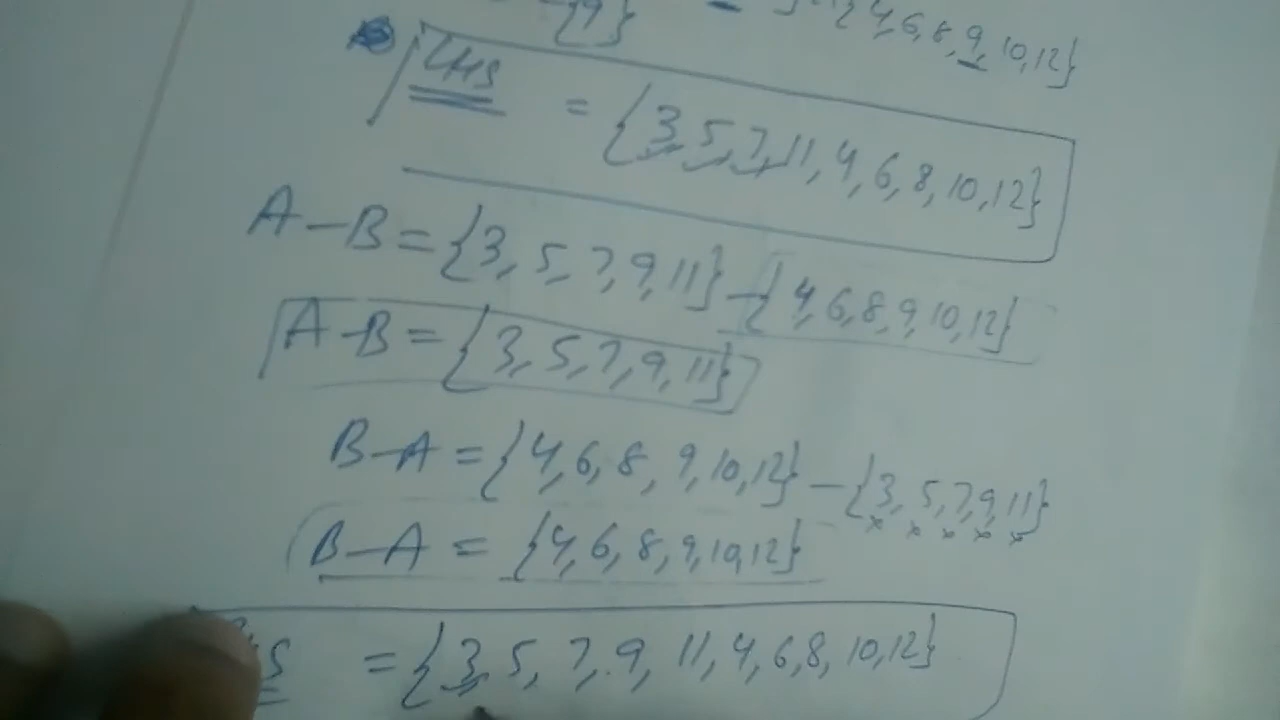 {9} - {4,6,8,9,10,12}
LHS = {3,5,7,11,4,6,8,10,12}
A-B = {3,5,7,9,11} - {4,6,8,9,10,12}
A-B = {3,5,7,9,11}
B-A = {4,6,8,9,10,12} - {3,5,7,9,11}
B-A = {4,6,8,9,10,12}
= {3,5,7,9,11,4,6,8,10,12}